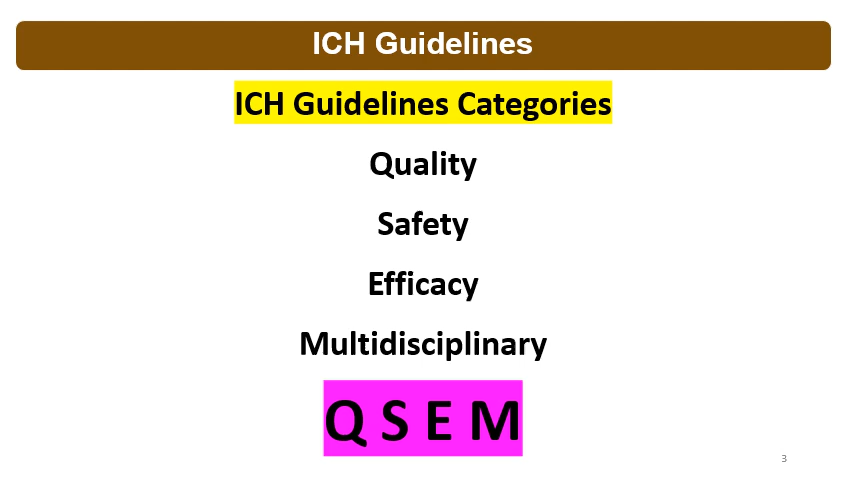 ICH Guidelines
ICH Guidelines Categories
Quality
Safety
Efficacy
Multidisciplinary
Q S E M
3